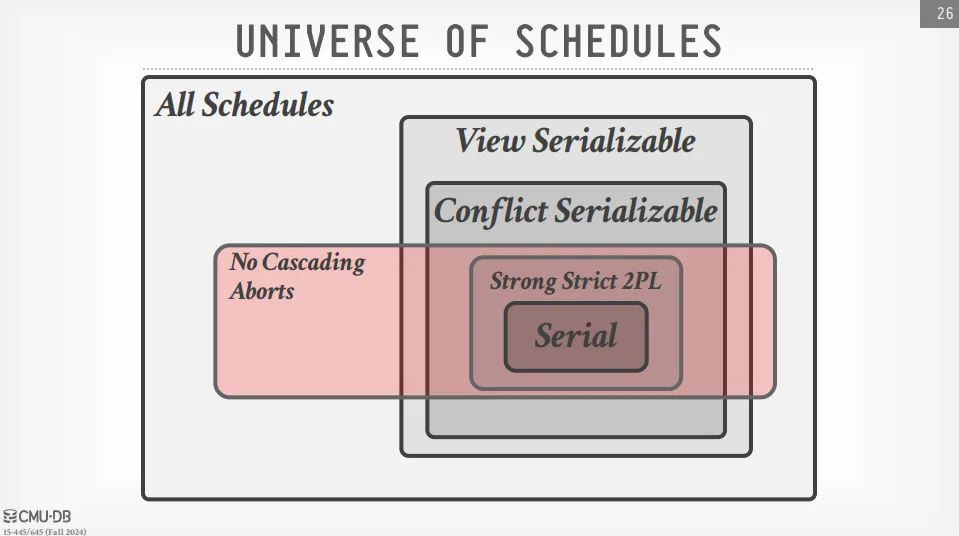 26
UNIVERSE OF SCHEDULES
All Schedules
View Serializable
Conflict Serializable
No Cascading
Aborts
Strong Strict 2PL
Serial
CMU·DB
15-445/645 (Fall 2024)